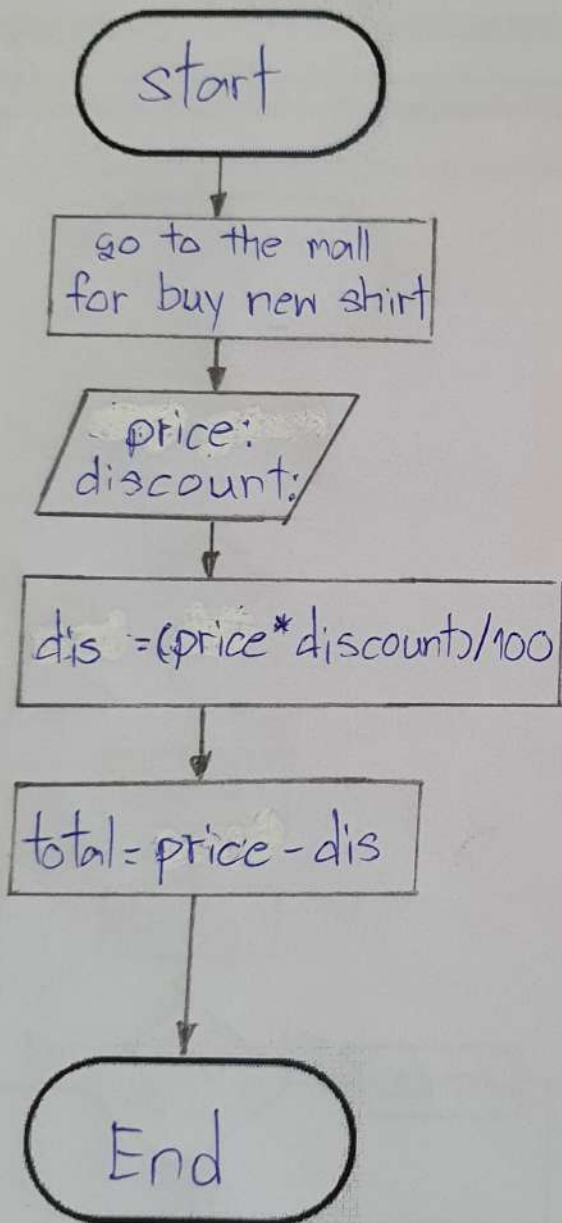 start
go to the mall
for buy new shirt
price:
discount:
dis =(price*discount)/100
total= price - dis
End